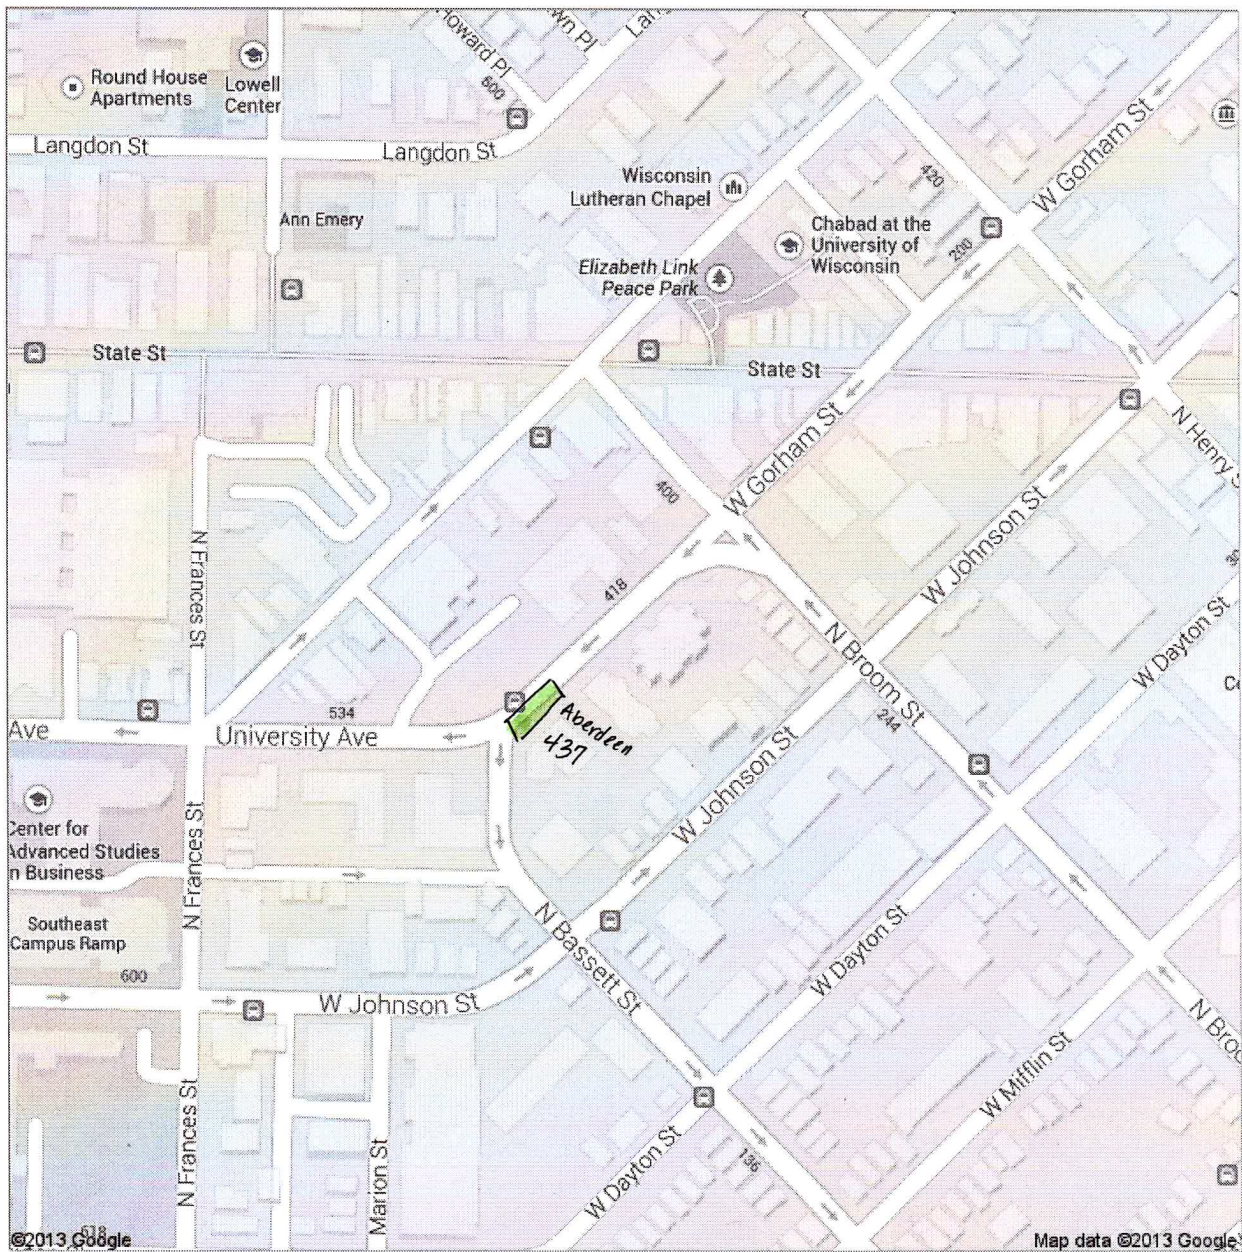 Howard Pl
600
Round House
Apartments
Lowell
Center
Langdon St
Langdon St
W Gorham St
Wisconsin
Lutheran Chapel
420
Ann Emery
Chabad at the
University of
Wisconsin
200
Elizabeth Link
Peace Park
State St
State St
N Henry
W Gorham St
400
W Johnson St
N Frances St
418
W Dayton St
N Broom St
244
534
Ave
University Ave
Aberdeen
437
W Johnson St
Center for
Advanced Studies
in Business
N Frances St
Southeast
Campus Ramp
600
N Bassett St
W Dayton St
W Johnson St
W Mifflin St
N Frances St
Marion St
W Dayton St
136
©2013 Google
Map data ©2013 Google